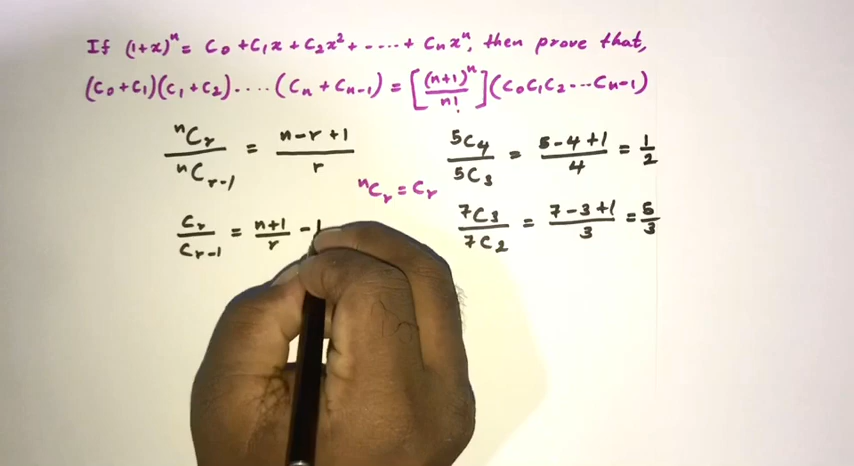 If (1+x)^n = C₀ + C₁x + C₂x² + ---- + Cₙxⁿ, then prove that,
(C₀+C₁)(C₁+C₂)....(Cₙ + Cₙ₋₁) = [(n+1)ⁿ/n!](C₀C₁C₂...Cₙ₋₁)
ⁿCᵣ/ⁿCᵣ₋₁ = (n-r+1)/r
5C₄/5C₃ = (5-4+1)/4 = 1/2
ⁿCᵣ = Cᵣ
Cᵣ/Cᵣ₋₁ = (n+1)/r - 1
7C₃/7C₂ = (7-3+1)/3 = 5/3